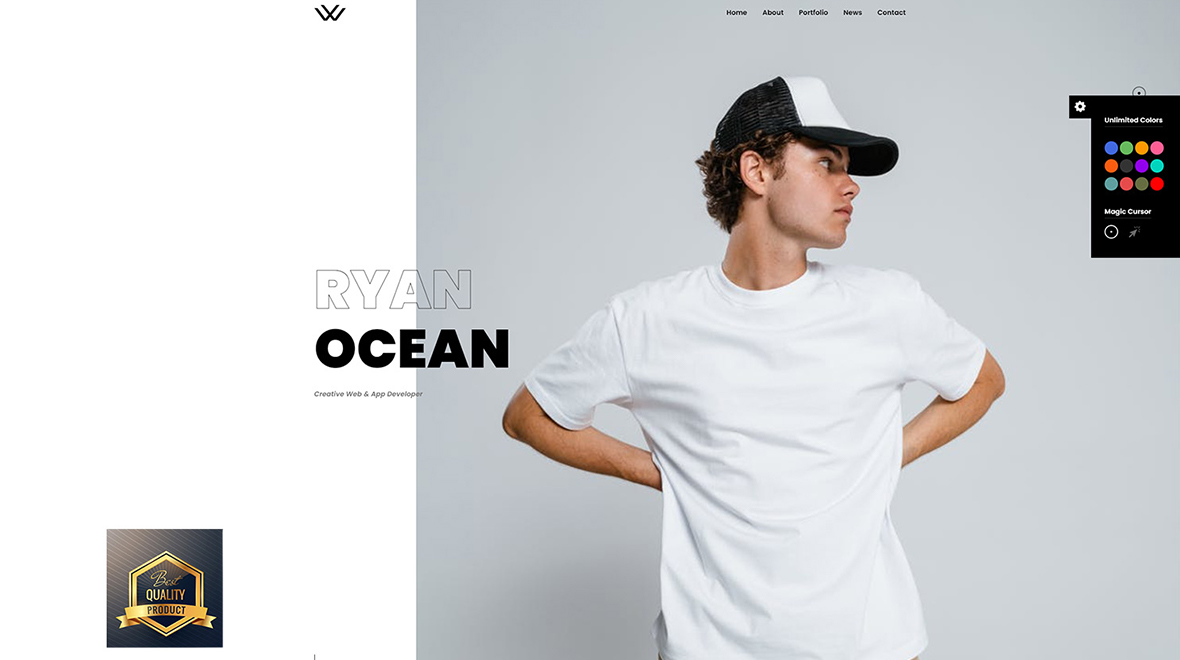 Home About Portfolio News Contact
Unlimited Colors
Magic Cursor
RYAN
OCEAN
Creative Web & App Developer
Best
QUALITY
PRODUCT